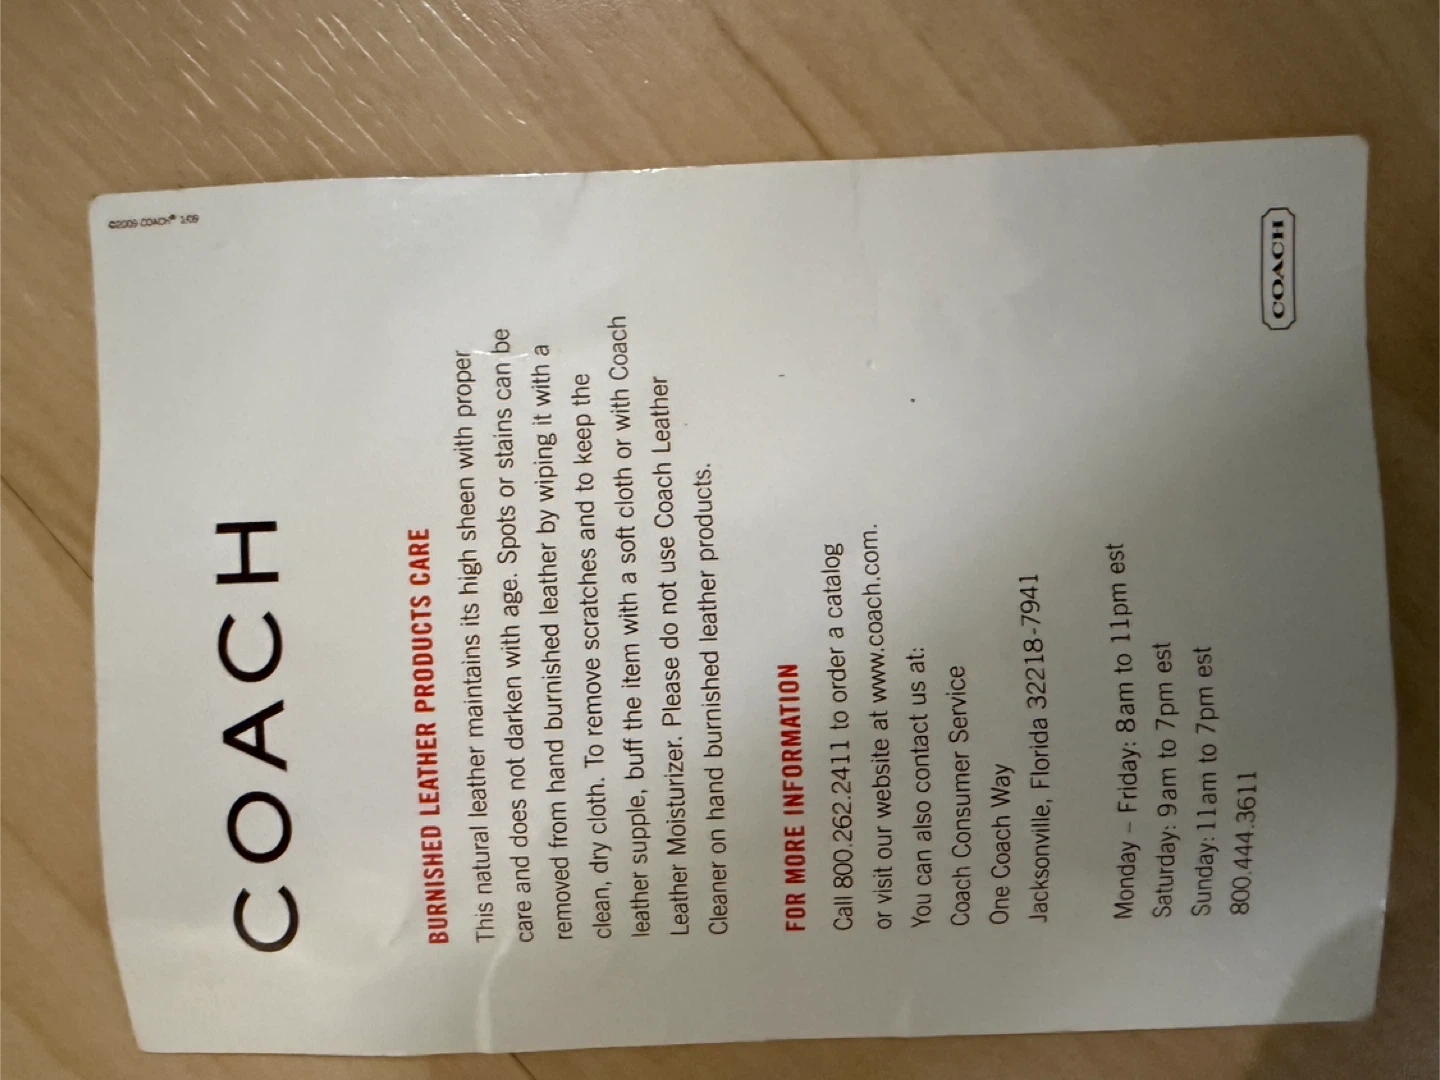 ©2009 COACH® 1-09
COACH
BURNISHED LEATHER PRODUCTS CARE
This natural leather maintains its high sheen with proper
care and does not darken with age. Spots or stains can be
removed from hand burnished leather by wiping it with a
clean, dry cloth. To remove scratches and to keep the
leather supple, buff the item with a soft cloth or with Coach
Leather Moisturizer. Please do not use Coach Leather
Cleaner on hand burnished leather products.
FOR MORE INFORMATION
Call 800.262.2411 to order a catalog
or visit our website at www.coach.com.
You can also contact us at:
Coach Consumer Service
One Coach Way
Jacksonville, Florida 32218-7941
Monday – Friday: 8am to 11pm est
Saturday: 9am to 7pm est
Sunday: 11am to 7pm est
800.444.3611
COACH